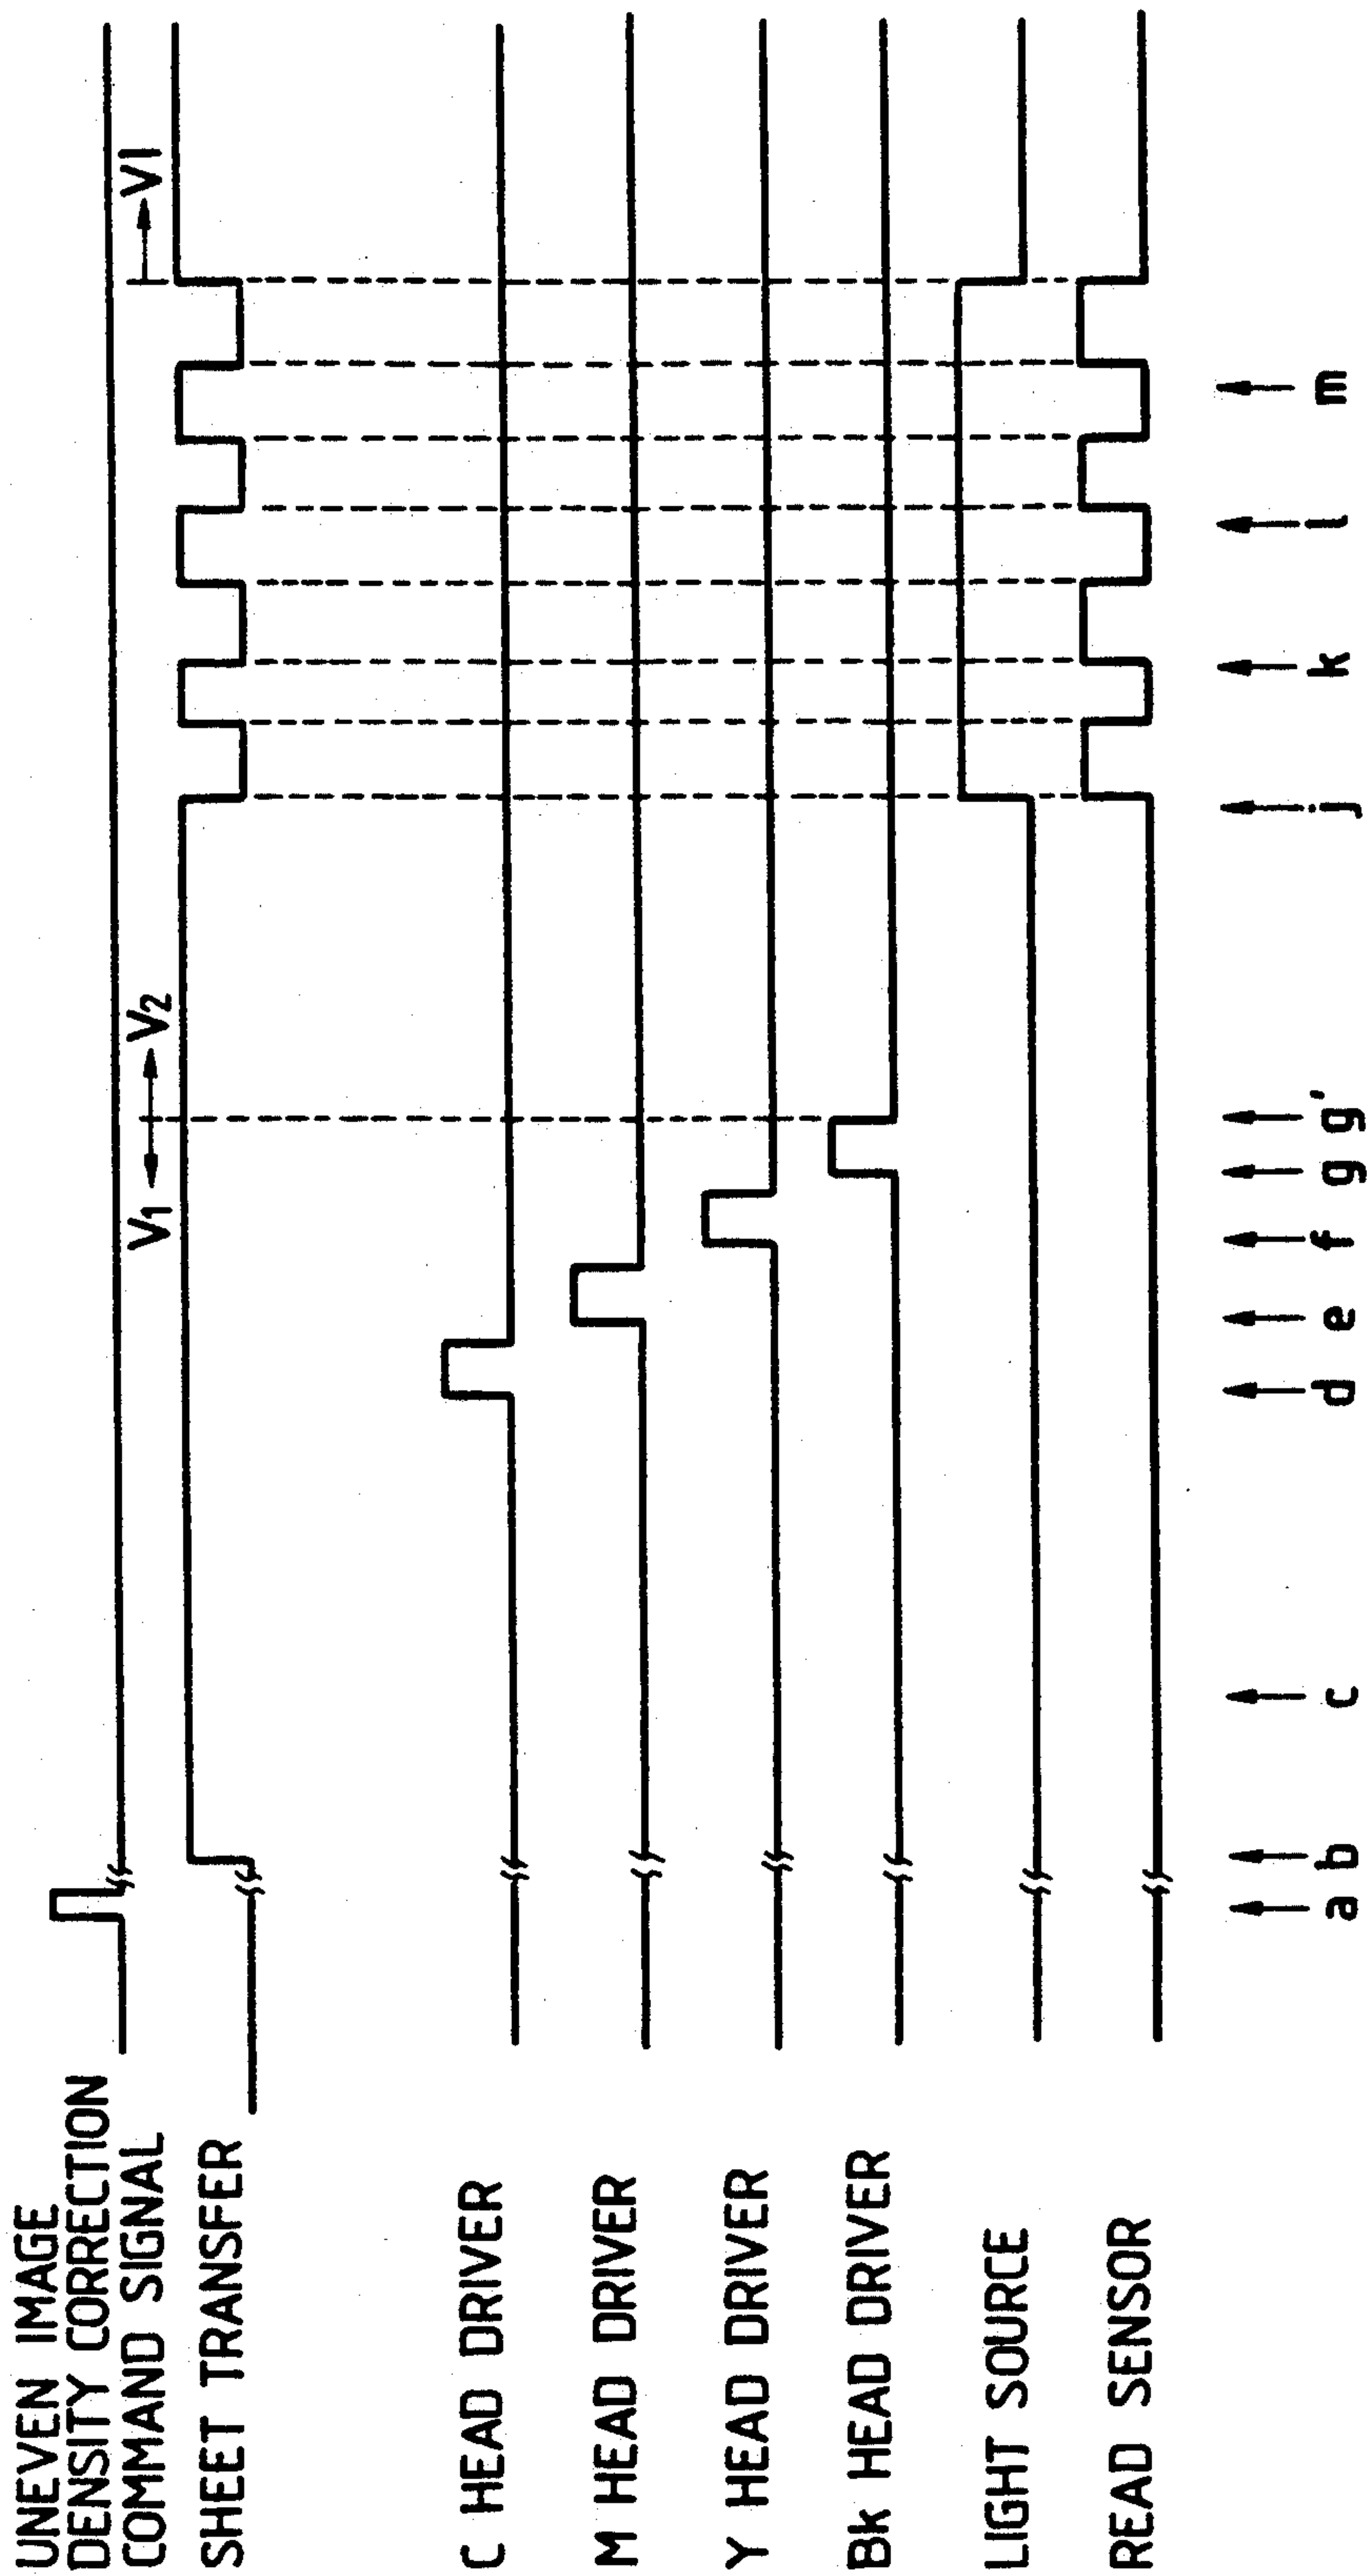 UNEVEN IMAGE
DENSITY CORRECTION
COMMAND SIGNAL
SHEET TRANSFER
V1 V2
V1
C HEAD DRIVER
M HEAD DRIVER
Y HEAD DRIVER
Bk HEAD DRIVER
LIGHT SOURCE
READ SENSOR
a b c d e f g g' j k l m